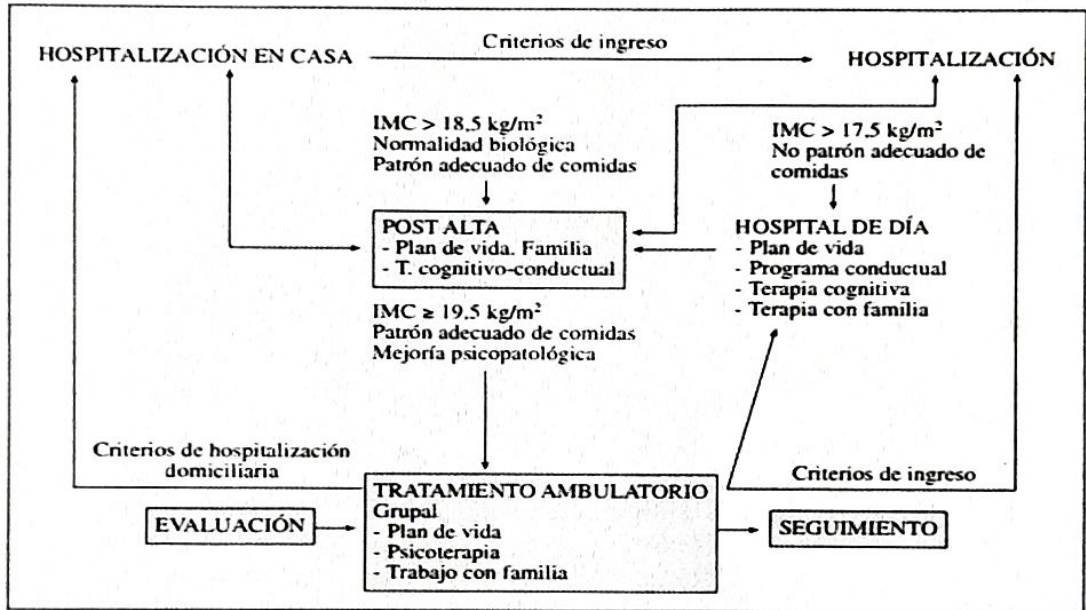 Criterios de ingreso
HOSPITALIZACIÓN EN CASA
HOSPITALIZACIÓN
IMC > 18,5 kg/m²
Normalidad biológica
Patrón adecuado de comidas
IMC > 17,5 kg/m²
No patrón adecuado de
comidas
POST ALTA
- Plan de vida. Familia
- T. cognitivo-conductual
HOSPITAL DE DÍA
- Plan de vida
- Programa conductual
- Terapia cognitiva
- Terapia con familia
IMC ≥ 19,5 kg/m²
Patrón adecuado de comidas
Mejoría psicopatológica
Criterios de hospitalización
domiciliaria
Criterios de ingreso
EVALUACIÓN
TRATAMIENTO AMBULATORIO
Grupal
- Plan de vida
- Psicoterapia
- Trabajo con familia
SEGUIMIENTO